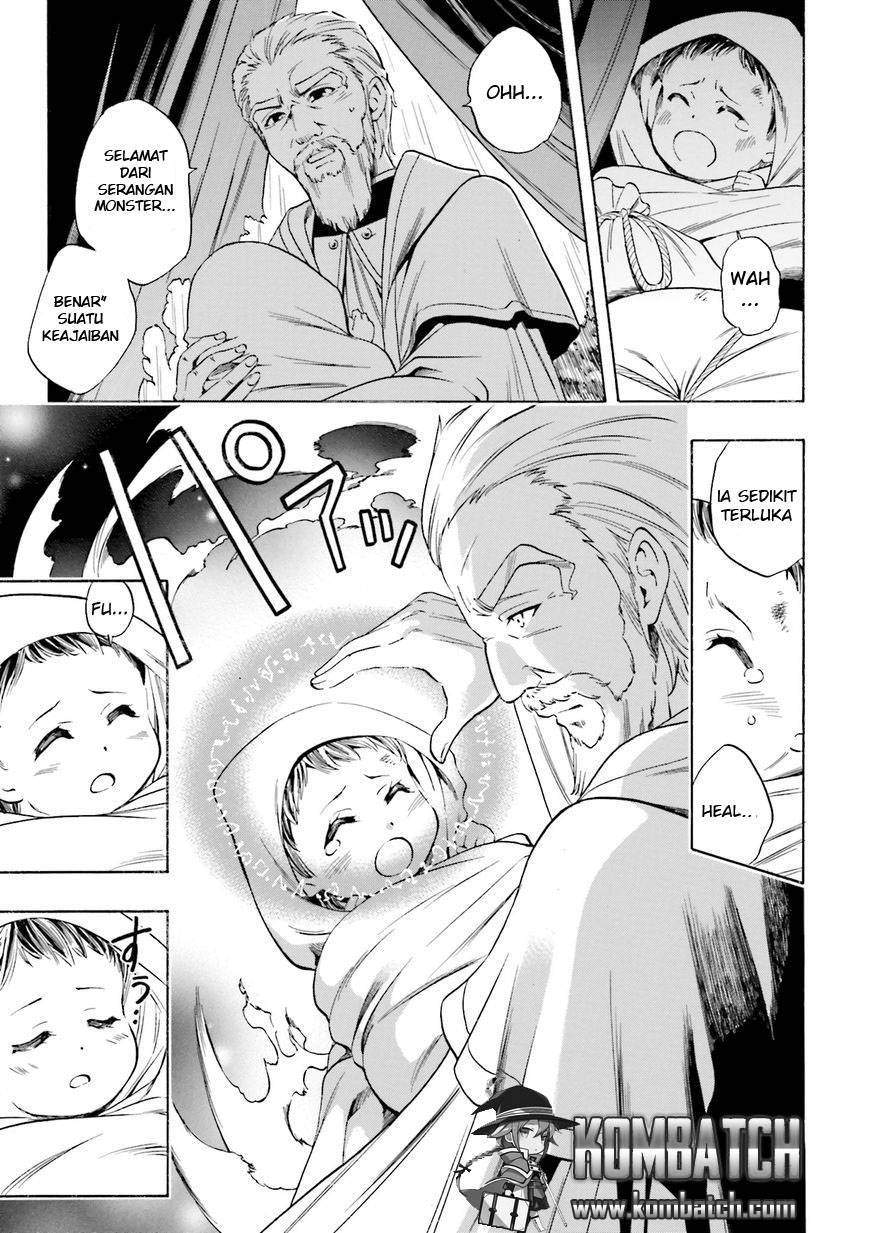 WAH
...
OHH...
SELAMAT
DARI
SERANGAN
MONSTER...
BENAR"
SUATU
KEAJAIBAN
IA SEDIKIT
TERLUKA
HEAL...
パアッ
FU...
すぅ…
KOMBATCH
www.kombatch.com